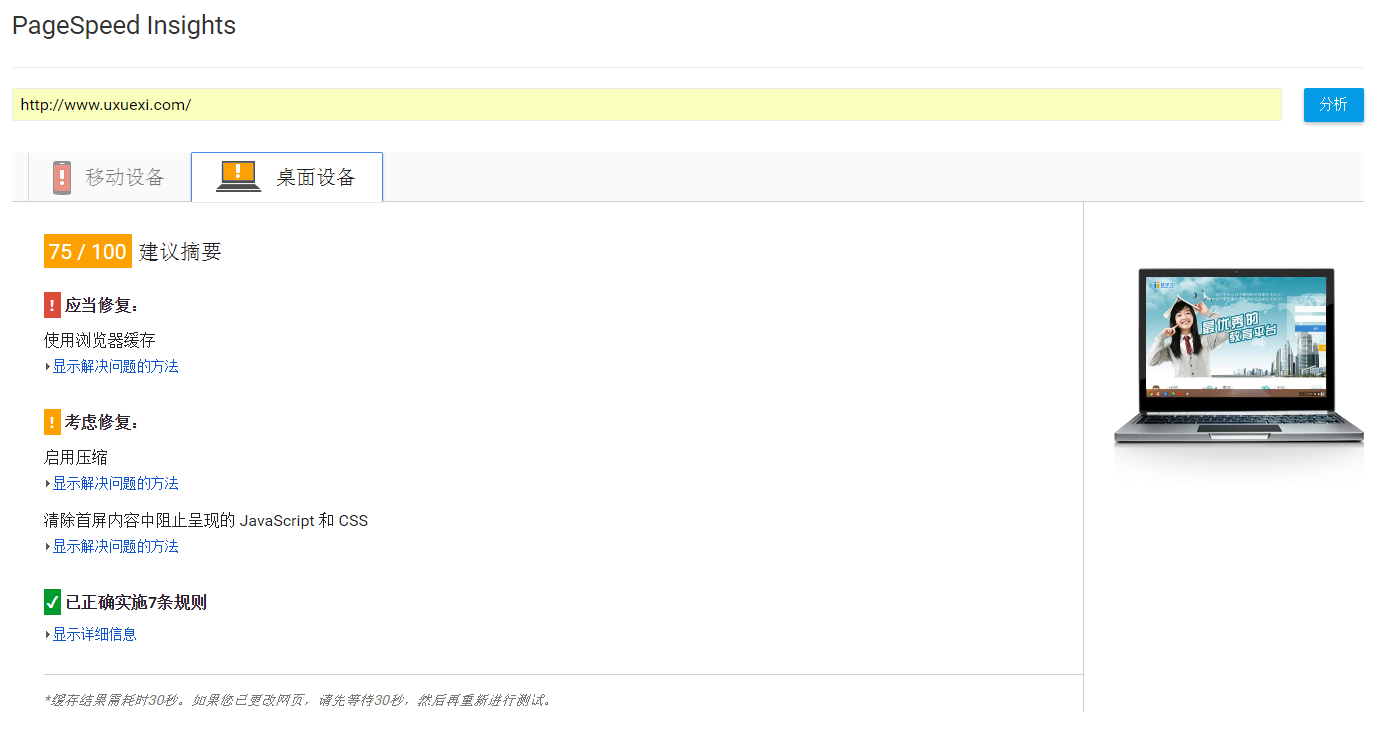 PageSpeed Insights
http://www.uxuexi.com/
分析
移动设备
桌面设备
75 / 100 建议摘要
! 应当修复：
使用浏览器缓存
显示解决问题的方法
! 考虑修复：
启用压缩
显示解决问题的方法
清除首屏内容中阻止呈现的 JavaScript 和 CSS
显示解决问题的方法
已正确实施7条规则
显示详细信息
*缓存结果需耗时30秒。如果您已更改网页，请先等待30秒，然后再重新进行测试。
最优秀的
教育平台